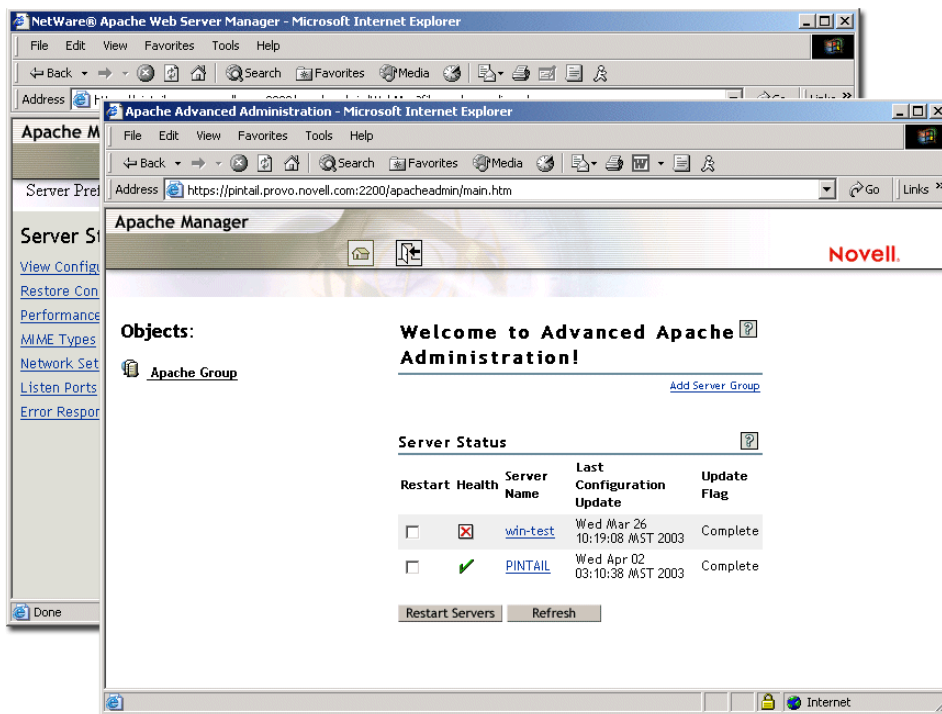 NetWare® Apache Web Server Manager - Microsoft Internet Explorer
File Edit View Favorites Tools Help
Back Search Favorites Media
Address
Apache M
Server Pref
Server St
View Configu
Restore Con
Performance
MIME Types
Network Set
Listen Ports
Error Respor
Done
Apache Advanced Administration - Microsoft Internet Explorer
File Edit View Favorites Tools Help
Back Search Favorites Media
Address https://pintail.provo.novell.com:2200/apacheadmin/main.htm Go Links »
Apache Manager
Novell.
Objects:
Apache Group
Welcome to Advanced Apache ?
Administration!
Add Server Group
Server Status ?
Restart Health Server Name Last Configuration Update Update Flag
win-test Wed Mar 26 10:19:08 MST 2003 Complete
PINTAIL Wed Apr 02 03:10:38 MST 2003 Complete
Restart Servers Refresh
Internet